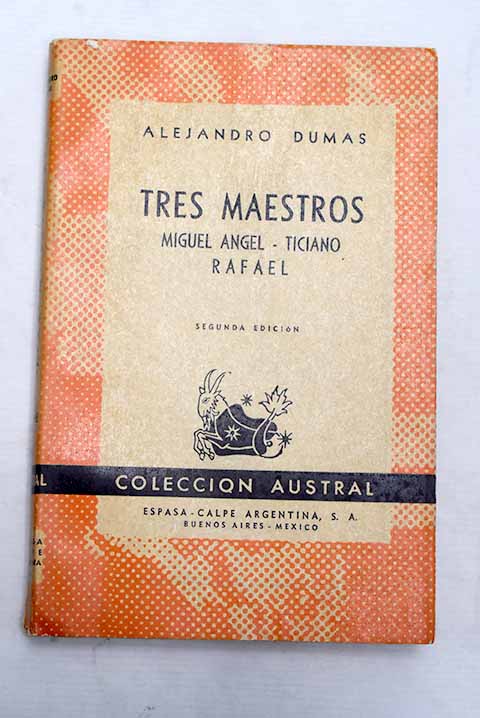 ALEJANDRO DUMAS
TRES MAESTROS
MIGUEL ANGEL - TICIANO
RAFAEL
SEGUNDA EDICIÓN
COLECCION AUSTRAL
ESPASA - CALPE ARGENTINA, S. A.
BUENOS AIRES - MEXICO